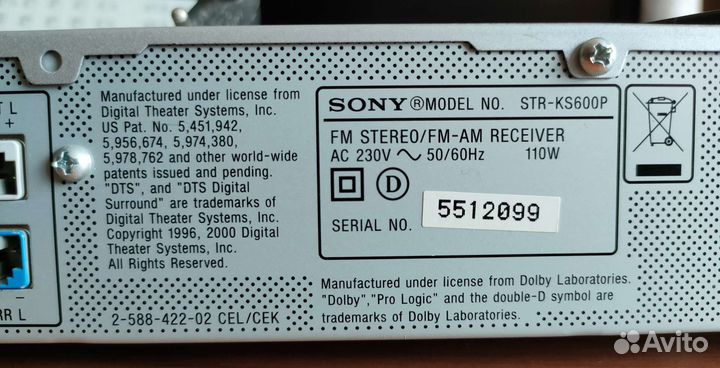 T L
+
Manufactured under license from
Digital Theater Systems, Inc.
US Pat. No. 5,451,942,
5,956,674, 5,974,380,
5,978,762 and other world-wide
patents issued and pending.
"DTS", and "DTS Digital
Surround" are trademarks of
Digital Theater Systems, Inc.
Copyright 1996, 2000 Digital
Theater Systems, Inc.
All Rights Reserved.
–
RR L
2-588-422-02 CEL/CEK
SONY ® MODEL NO. STR-KS600P
FM STEREO/FM-AM RECEIVER
AC 230V ~ 50/60Hz 110W
D
SERIAL NO. 5512099
Manufactured under license from Dolby Laboratories.
"Dolby","Pro Logic" and the double-D symbol are
trademarks of Dolby Laboratories.
Avito